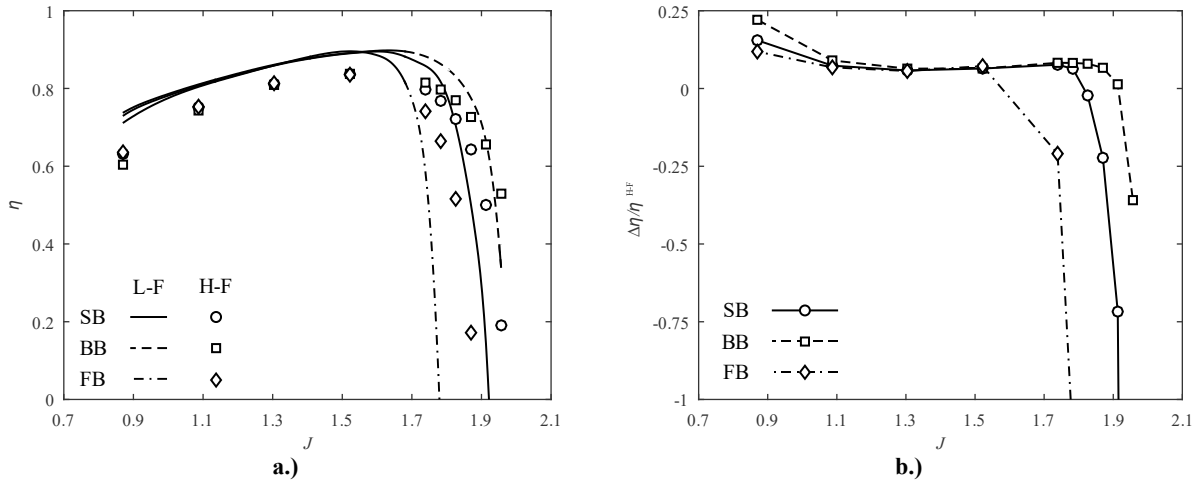 1
0.8
0.6
0.4
0.2
0
η
L-F H-F
SB
BB
FB
0.7 0.9 1.1 1.3 1.5 1.7 1.9 2.1
J
a.)
0.25
0
-0.25
-0.5
-0.75
-1
Δη/η H-F
SB
BB
FB
0.7 0.9 1.1 1.3 1.5 1.7 1.9 2.1
J
b.)